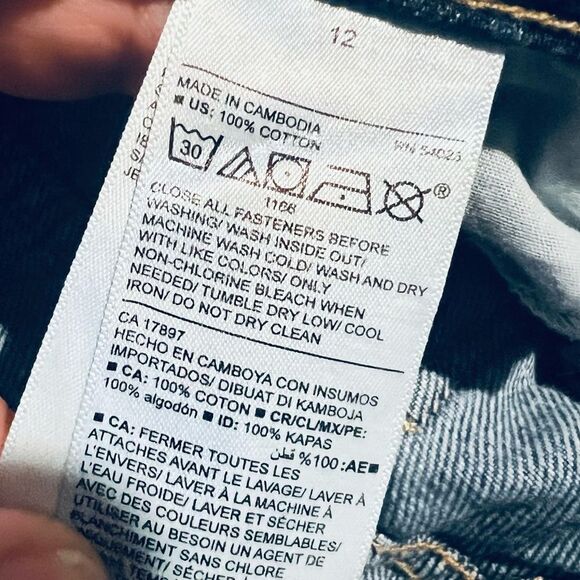 12
MADE IN CAMBODIA
■ US: 100% COTTON
RN 54023
30
®
1166
CLOSE ALL FASTENERS BEFORE
WASHING/ WASH INSIDE OUT/
MACHINE WASH COLD/ WASH AND DRY
WITH LIKE COLORS/ ONLY
NON-CHLORINE BLEACH WHEN
NEEDED/ TUMBLE DRY LOW/ COOL
IRON/ DO NOT DRY CLEAN
CA 17897
HECHO EN CAMBOYA CON INSUMOS
IMPORTADOS/ DIBUAT DI KAMBOJA
■ CA: 100% COTON ■ CR/CL/MX/PE:
100% algodón ■ ID: 100% KAPAS
■ AE: 100% قطن
■ CA: FERMER TOUTES LES
ATTACHES AVANT LE LAVAGE/ LAVER À
L'ENVERS/ LAVER À LA MACHINE À
L'EAU FROIDE/ LAVER ET SÉCHER
AVEC DES COULEURS SEMBLABLES/
UTILISER AU BESOIN UN AGENT DE
BLANCHIMENT SANS CHLORE